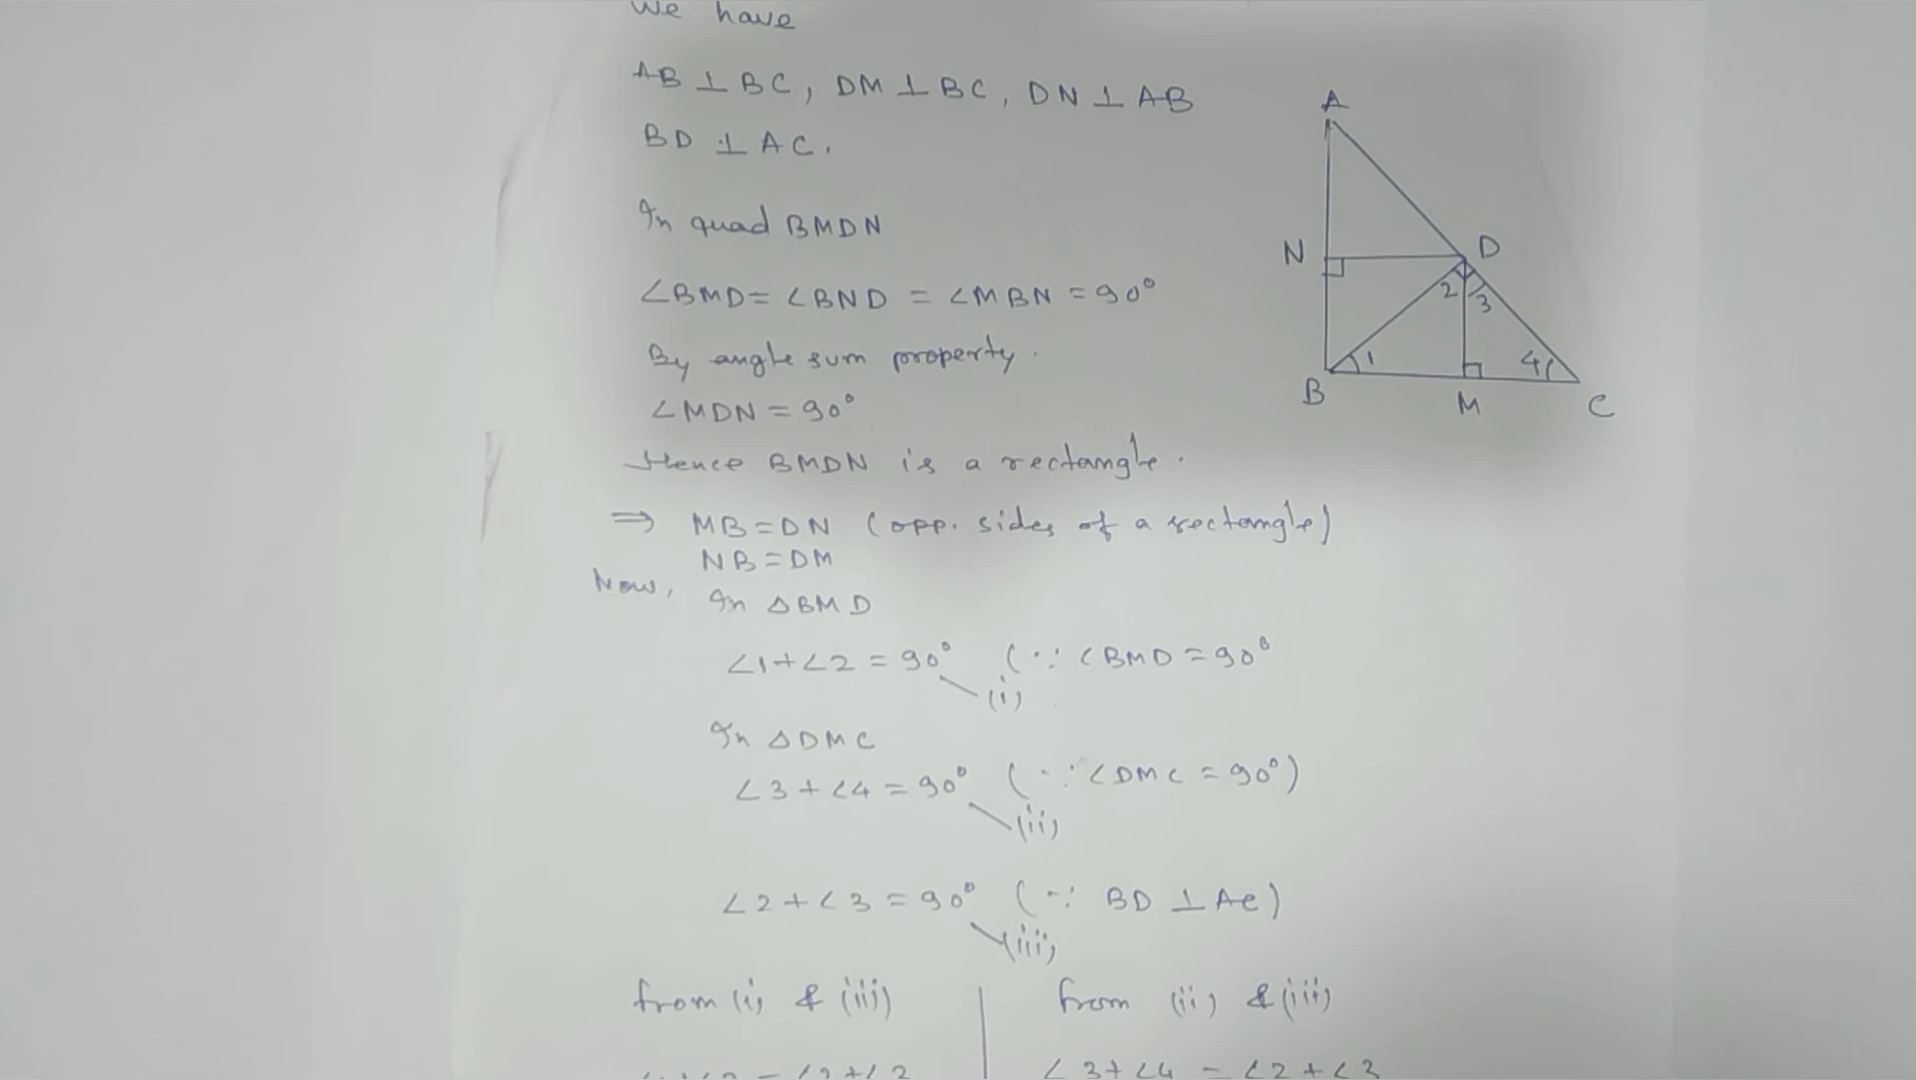 We have
AB ⊥ BC, DM ⊥ BC, DN ⊥ AB
BD ⊥ AC.
In quad BMDN
∠BMD = ∠BND = ∠MBN = 90°
By angle sum property.
∠MDN = 90°
Hence BMDN is a rectangle.
⇒ MB = DN (opp. sides of a rectangle)
NB = DM
Now, In △BMD
∠1+∠2 = 90° (∵ ∠BMD = 90°
(i)
In △DMC
∠3 + ∠4 = 90° (∵ ∠DMC = 90°)
(ii)
∠2 + ∠3 = 90° (∵ BD ⊥ AC)
(iii)
from (i) & (iii)
from (ii) & (iii)
∠3+ ∠4 = ∠2 + ∠3
A
N
D
2
3
1
4
B
M
C